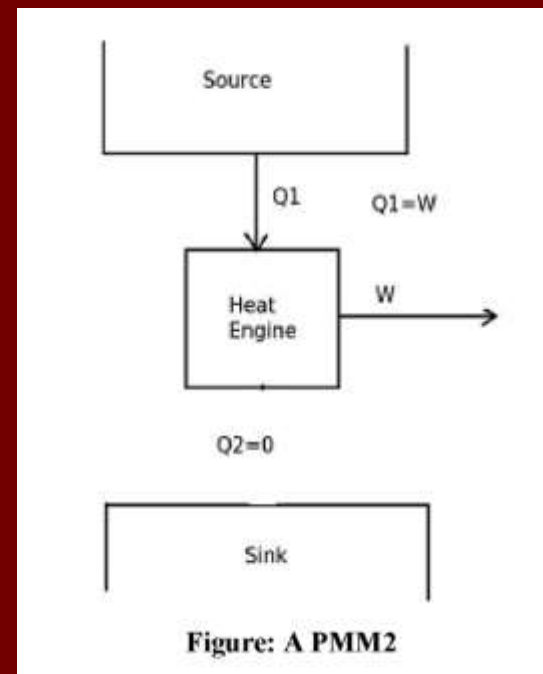 Source
Q1
Q1=W
W
Heat
Engine
Q2=0
Sink
Figure: A PMM2